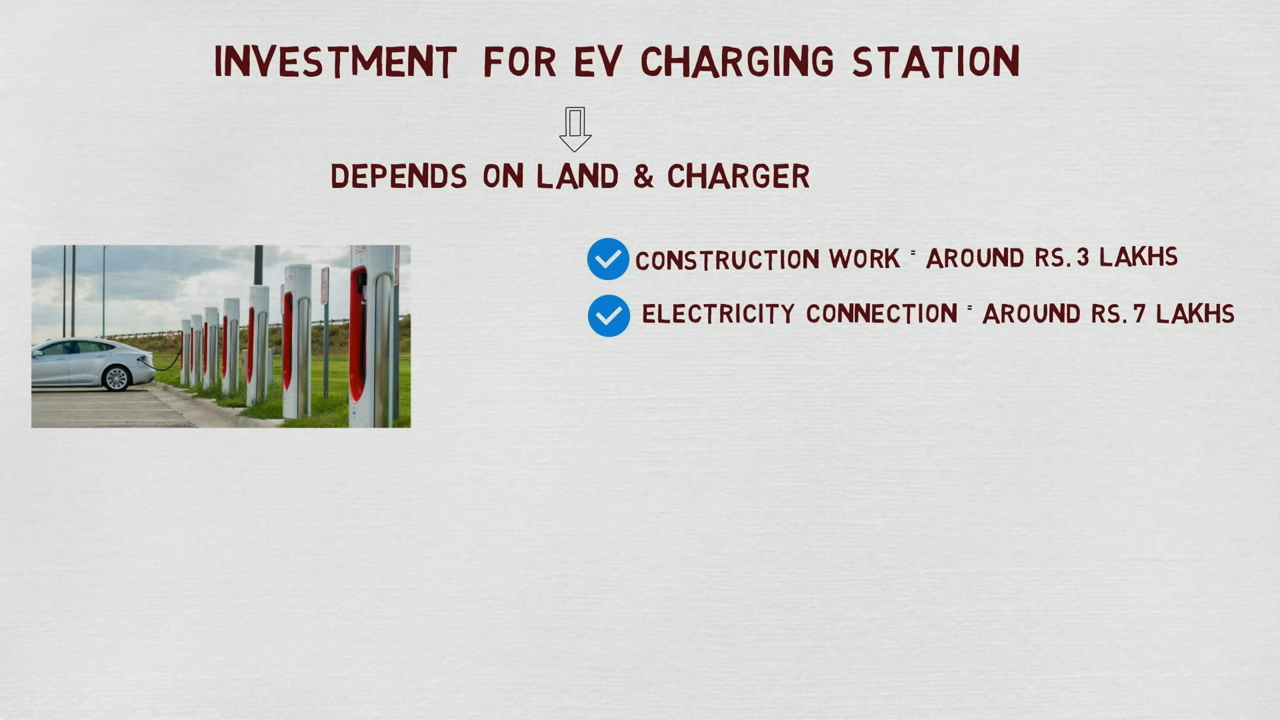 INVESTMENT FOR EV CHARGING STATION
DEPENDS ON LAND & CHARGER
CONSTRUCTION WORK = AROUND RS. 3 LAKHS
ELECTRICITY CONNECTION = AROUND RS. 7 LAKHS